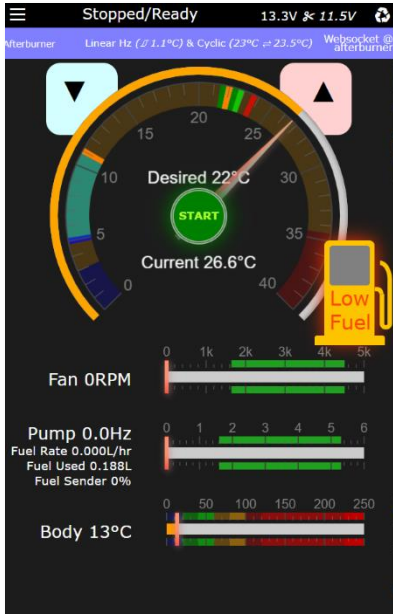 Stopped/Ready
13.3V ✂ 11.5V
Afterburner
Linear Hz (⎎1.1°C) & Cyclic (23°C ⇌ 23.5°C)
Websocket @
afterburner
0
5
10
15
20
25
30
35
40
Desired 22°C
START
Current 26.6°C
Low
Fuel
Fan 0RPM
0 1k 2k 3k 4k 5k
Pump 0.0Hz
Fuel Rate 0.000L/hr
Fuel Used 0.188L
Fuel Sender 0%
0 1 2 3 4 5 6
Body 13°C
0 50 100 150 200 250